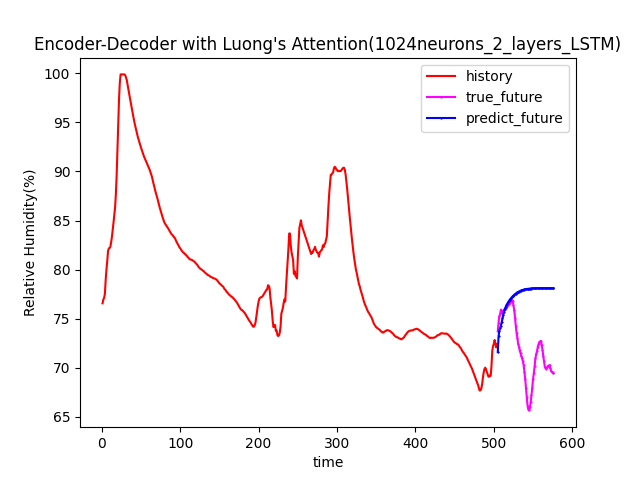 Encoder-Decoder with Luong's Attention(1024neurons_2_layers_LSTM)
history
true_future
predict_future
Relative Humidity(%)
100
95
90
85
80
75
70
65
0 100 200 300 400 500 600
time